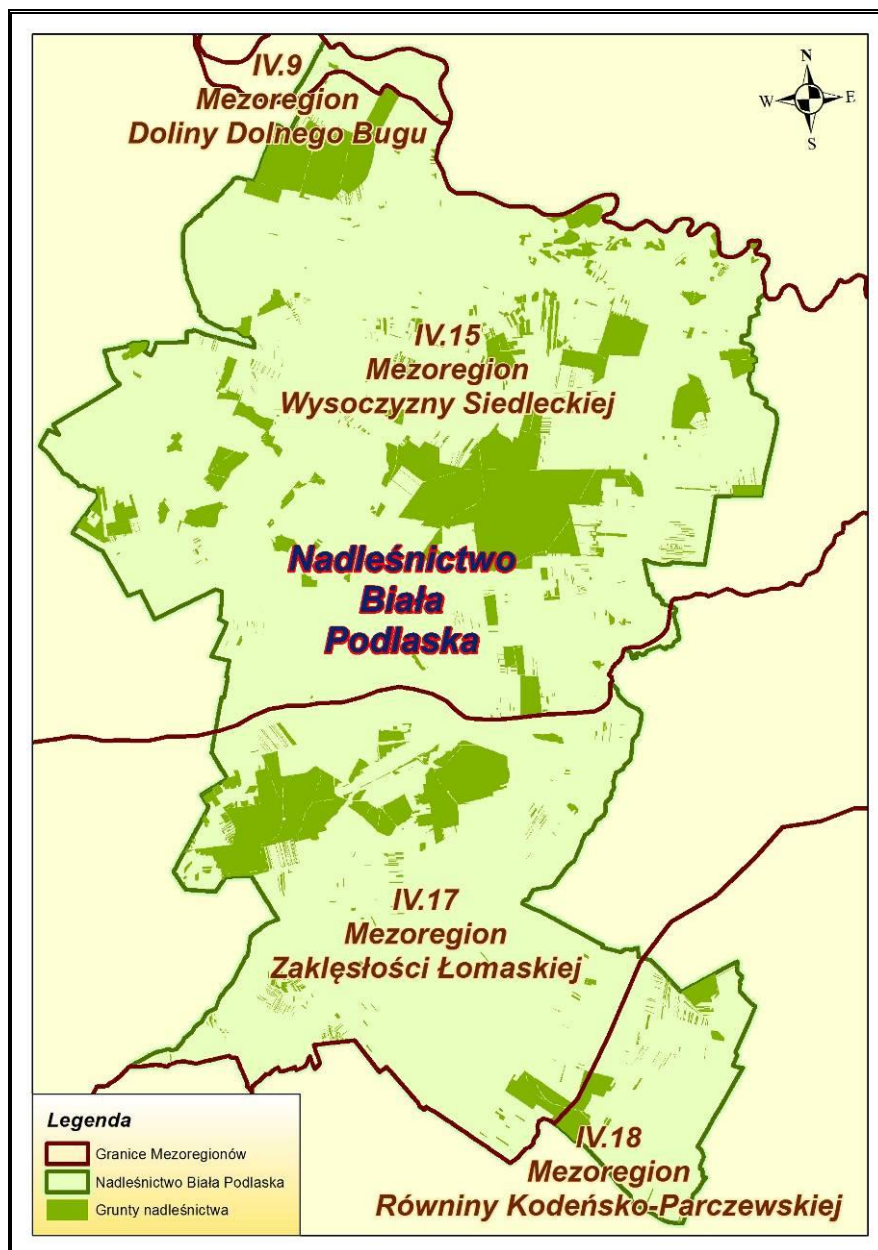 IV.9
Mezoregion
Doliny Dolnego Bugu
N
W
E
S
IV.15
Mezoregion
Wysoczyzny Siedleckiej
Nadleśnictwo
Biała
Podlaska
IV.17
Mezoregion
Zaklęsłości Łomaskiej
IV.18
Mezoregion
Równiny Kodeńsko-Parczewskiej
Legenda
Granice Mezoregionów
Nadleśnictwo Biała Podlaska
Grunty nadleśnictwa